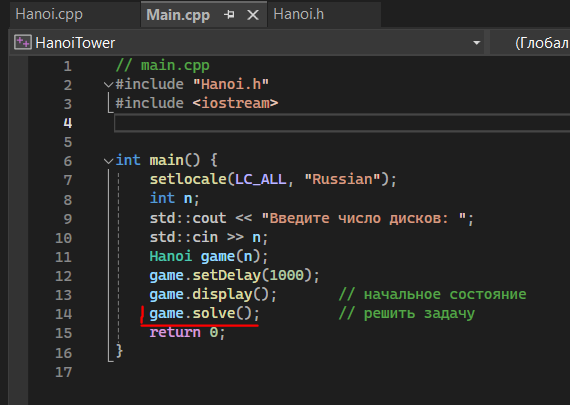 Hanoi.cpp Main.cpp Hanoi.h
HanoiTower (Глобал
1 // main.cpp
2 #include "Hanoi.h"
3 #include <iostream>
4
5
6 int main() {
7 setlocale(LC_ALL, "Russian");
8 int n;
9 std::cout << "Введите число дисков: ";
10 std::cin >> n;
11 Hanoi game(n);
12 game.setDelay(1000);
13 game.display(); // начальное состояние
14 game.solve(); // решить задачу
15 return 0;
16 }
17